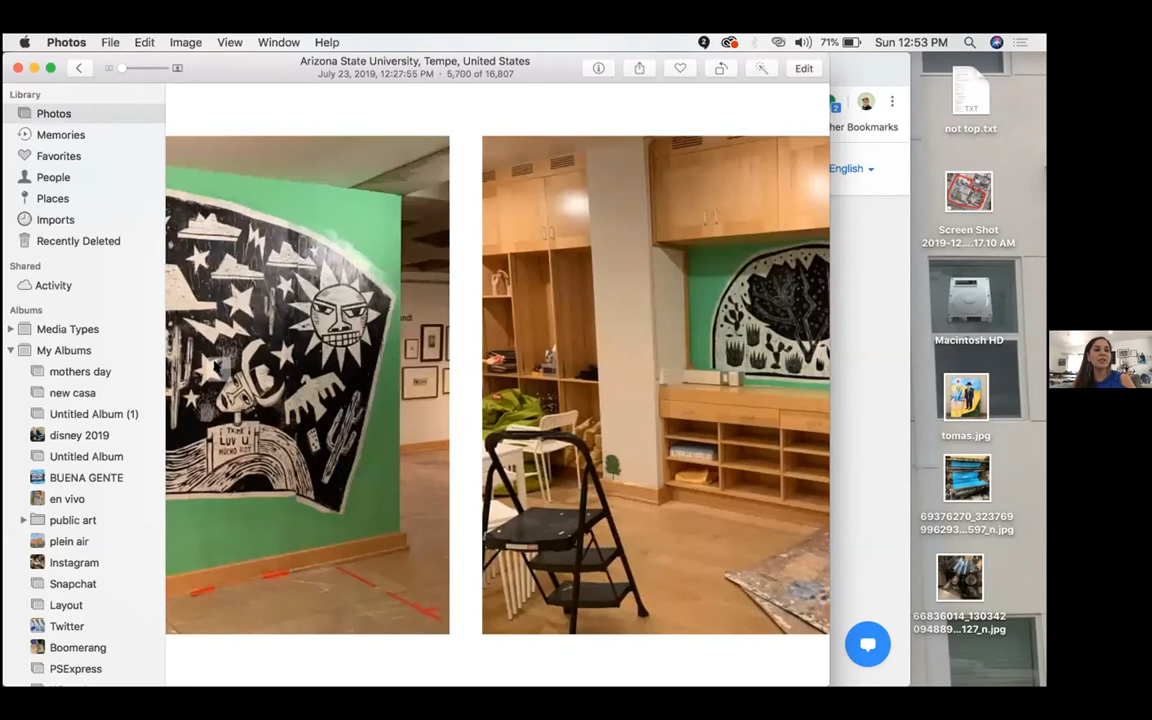 Photos File Edit Image View Window Help
2 71% Sun 12:53 PM
Arizona State University, Tempe, United States
July 23, 2019, 12:27:55 PM · 5,700 of 16,807
Edit
Library
Photos
Memories
Favorites
People
Places
Imports
Recently Deleted
Shared
Activity
Albums
Media Types
My Albums
mothers day
new casa
Untitled Album (1)
disney 2019
Untitled Album
BUENA GENTE
en vivo
public art
plein air
Instagram
Snapchat
Layout
Twitter
Boomerang
PSExpress
LUV U
MUCHO
2
her Bookmarks
English
TXT
not top.txt
Screen Shot
2019-12....17.10 AM
Macintosh HD
tomas.jpg
69376270_323769
996293...597_n.jpg
66836014_130342
094889...127_n.jpg